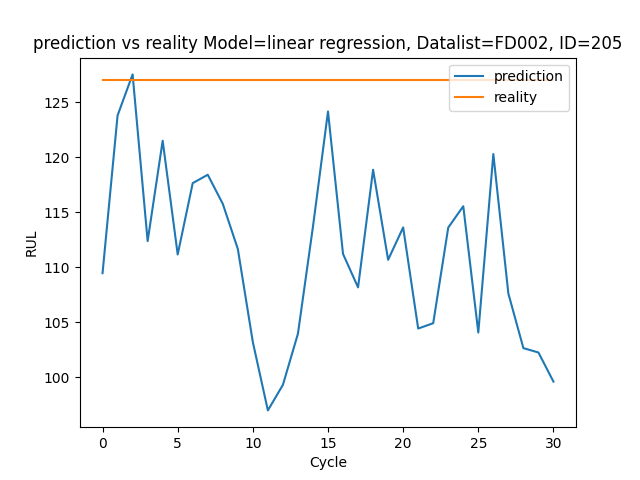 prediction vs reality Model=linear regression, Datalist=FD002, ID=205
prediction
reality
125
120
115
110
105
100
RUL
0 5 10 15 20 25 30
Cycle